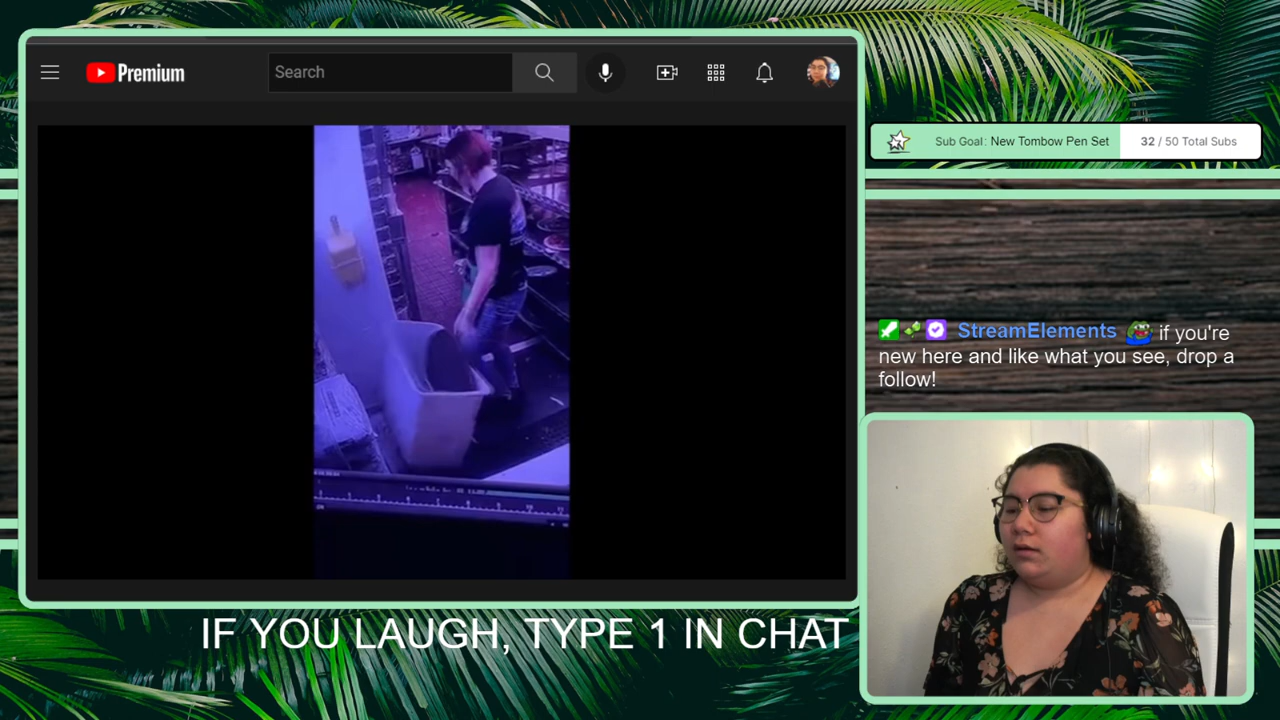 Premium
Search
Sub Goal: New Tombow Pen Set
32 / 50 Total Subs
StreamElements if you're
new here and like what you see, drop a
follow!
IF YOU LAUGH, TYPE 1 IN CHAT